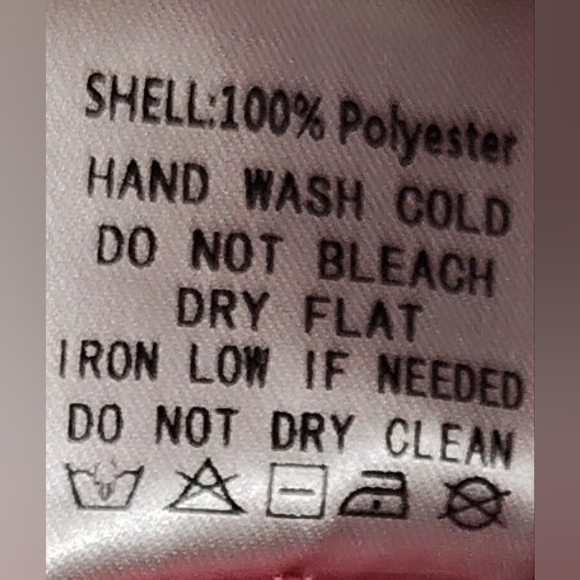 SHELL:100% Polyester
HAND WASH COLD
DO NOT BLEACH
DRY FLAT
IRON LOW IF NEEDED
DO NOT DRY CLEAN